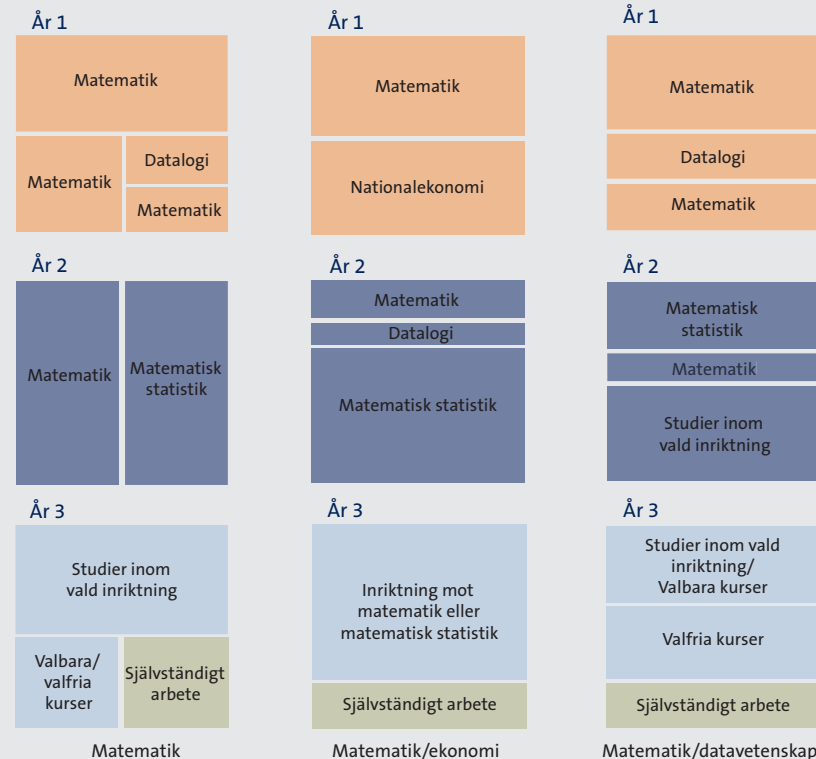 År 1
Matematik
Matematik
Datalogi
Matematik
År 2
Matematik
Matematisk
statistik
År 3
Studier inom
vald inriktning
Valbara/
valfria
kurser
Självständigt
arbete
Matematik
År 1
Matematik
Nationalekonomi
År 2
Matematik
Datalogi
Matematisk statistik
År 3
Inriktning mot
matematik eller
matematisk statistik
Självständigt arbete
Matematik/ekonomi
År 1
Matematik
Datalogi
Matematik
År 2
Matematisk
statistik
Matematik
Studier inom
vald inriktning
År 3
Studier inom vald
inriktning/
Valbara kurser
Valfria kurser
Självständigt arbete
Matematik/datavetenskap